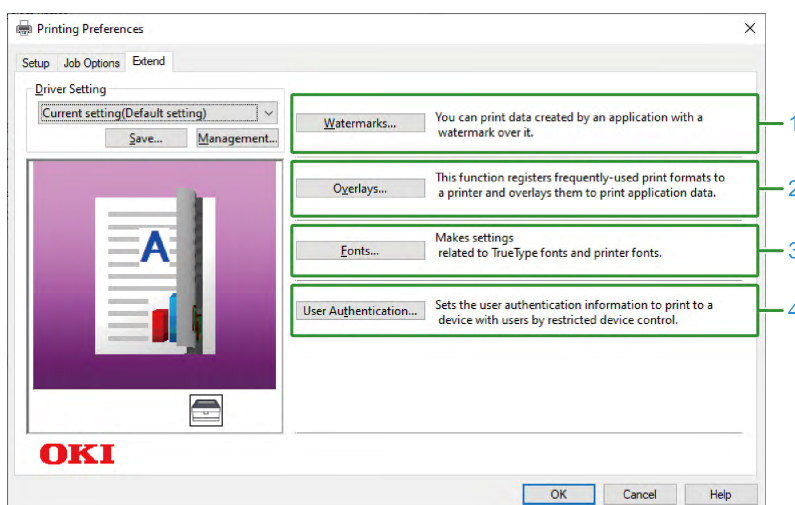 Printing Preferences
Setup Job Options Extend
Driver Setting
Current setting(Default setting)
Save... Management...
Watermarks...
You can print data created by an application with a
watermark over it.
1
Overlays...
This function registers frequently-used print formats to
a printer and overlays them to print application data.
2
Fonts...
Makes settings
related to TrueType fonts and printer fonts.
3
User Authentication...
Sets the user authentication information to print to a
device with users by restricted device control.
4
A
OKI
OK Cancel Help